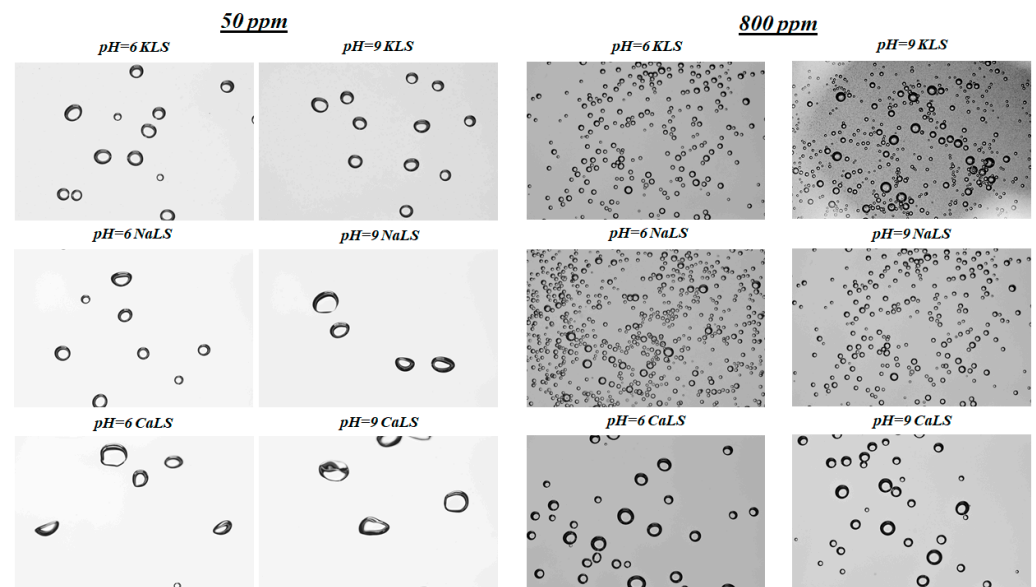 50 ppm
800 ppm
pH=6 KLS
pH=9 KLS
pH=6 KLS
pH=9 KLS
pH=6 NaLS
pH=9 NaLS
pH=6 NaLS
pH=9 NaLS
pH=6 CaLS
pH=9 CaLS
pH=6 CaLS
pH=9 CaLS